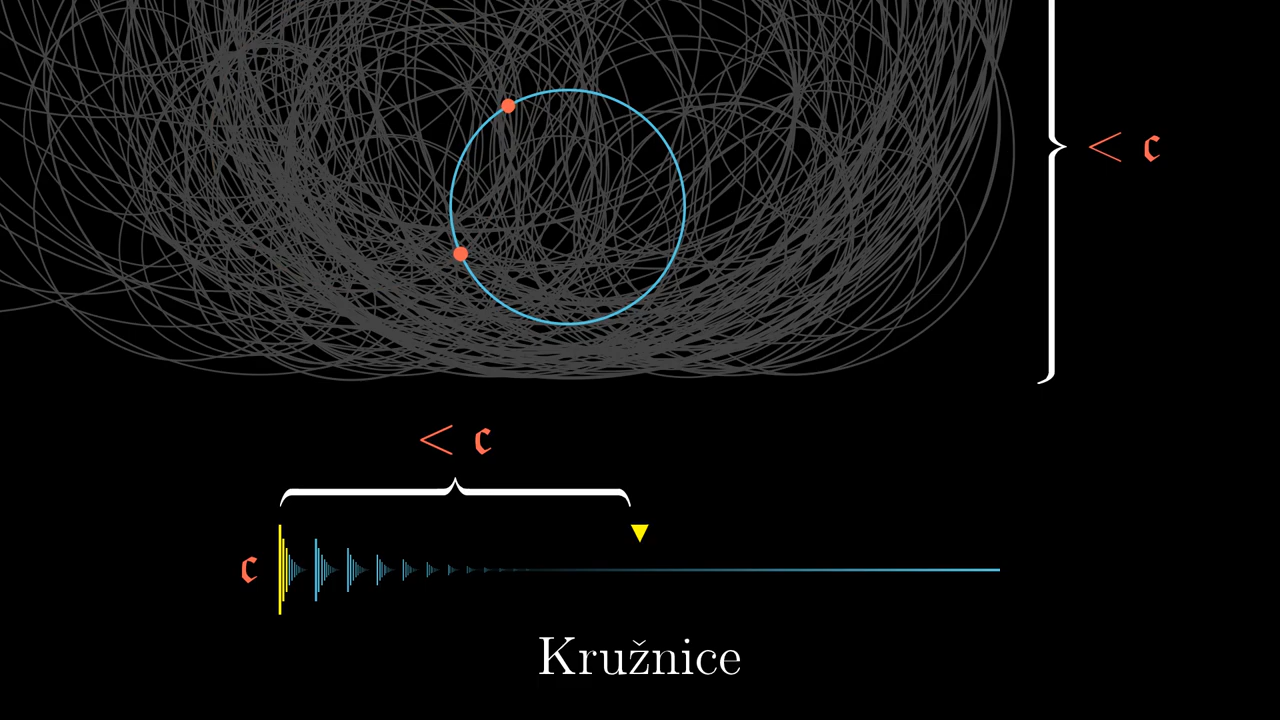 < 𝔠
< 𝔠
𝔠
Kružnice